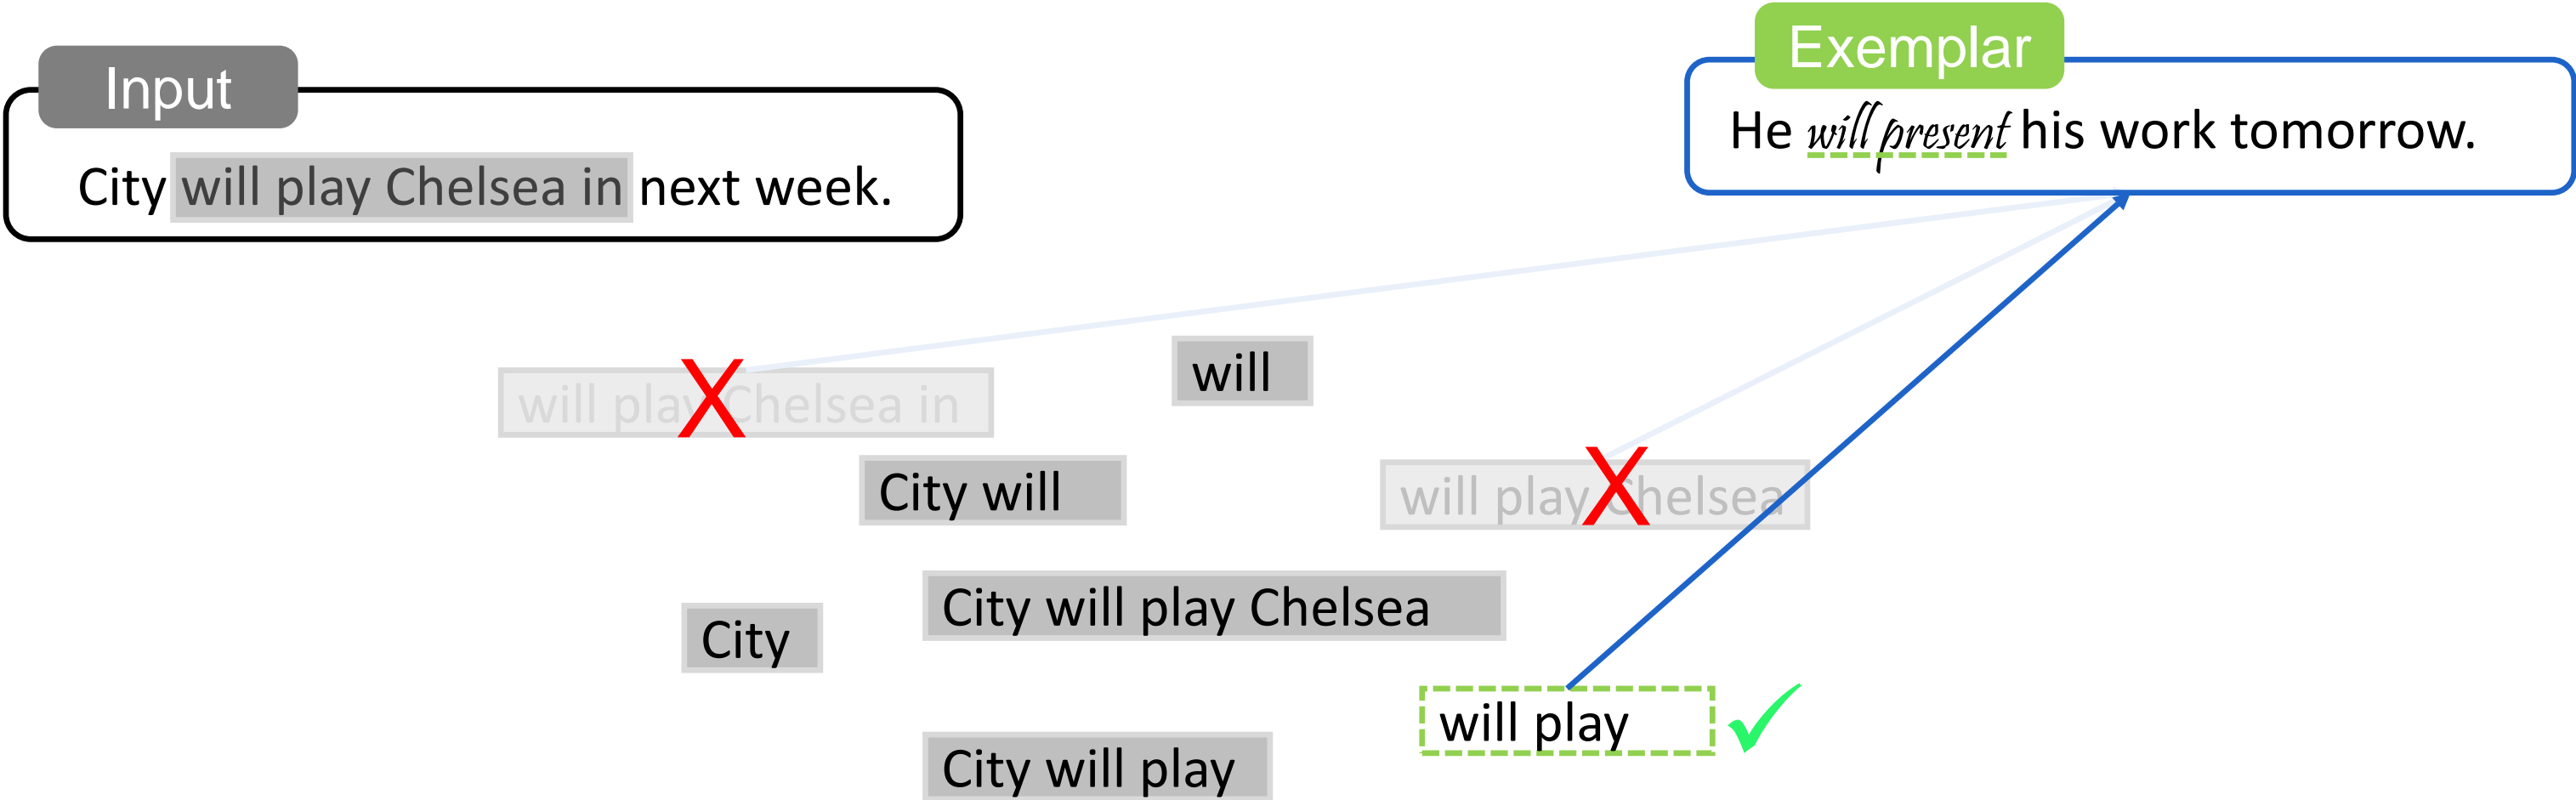 Input
City will play Chelsea in next week.
Exemplar
He will present his work tomorrow.
will
will play Chelsea in
City will
will play Chelsea
City will play Chelsea
City
will play
City will play